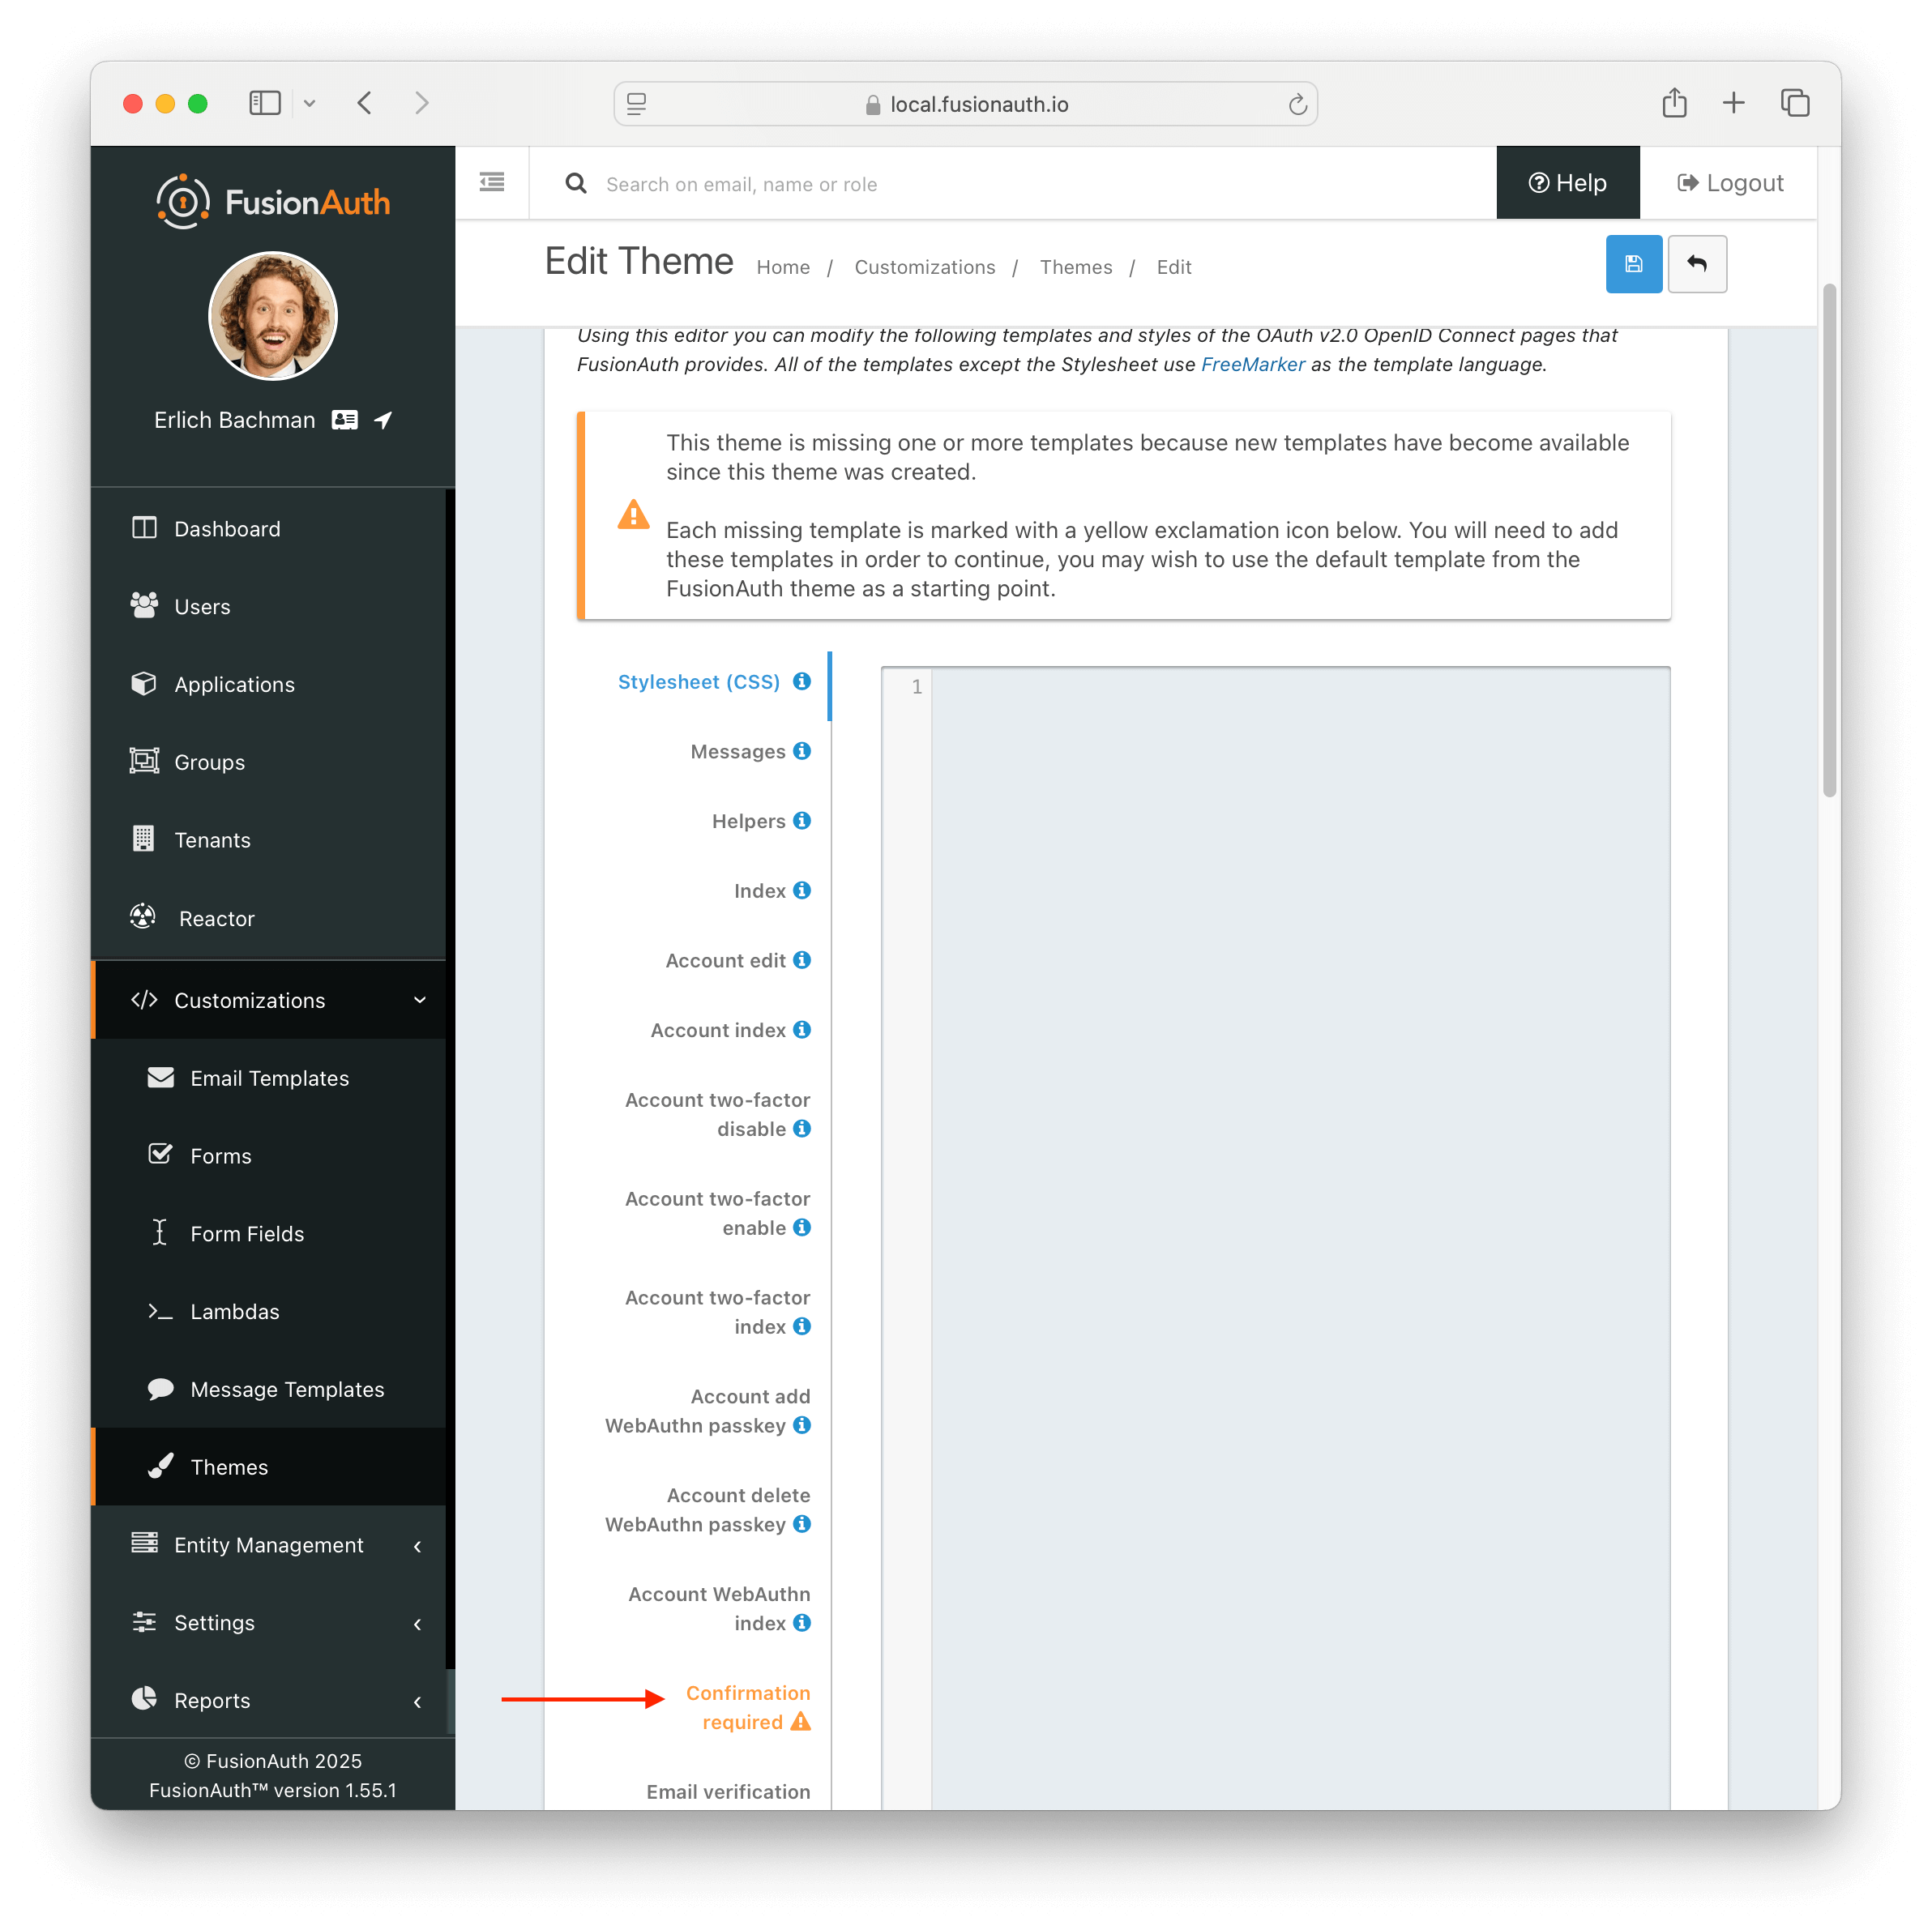 local.fusionauth.io
FusionAuth
Search on email, name or role
Help
Logout
Edit Theme
Home / Customizations / Themes / Edit
Erlich Bachman
Dashboard
Users
Applications
Groups
Tenants
Reactor
Customizations
Email Templates
Forms
Form Fields
Lambdas
Message Templates
Themes
Entity Management
Settings
Reports
© FusionAuth 2025
FusionAuth™ version 1.55.1
Using this editor you can modify the following templates and styles of the OAuth v2.0 OpenID Connect pages that
FusionAuth provides. All of the templates except the Stylesheet use FreeMarker as the template language.
This theme is missing one or more templates because new templates have become available
since this theme was created.
Each missing template is marked with a yellow exclamation icon below. You will need to add
these templates in order to continue, you may wish to use the default template from the
FusionAuth theme as a starting point.
Stylesheet (CSS)
Messages
Helpers
Index
Account edit
Account index
Account two-factor
disable
Account two-factor
enable
Account two-factor
index
Account add
WebAuthn passkey
Account delete
WebAuthn passkey
Account WebAuthn
index
Confirmation
required
Email verification
1